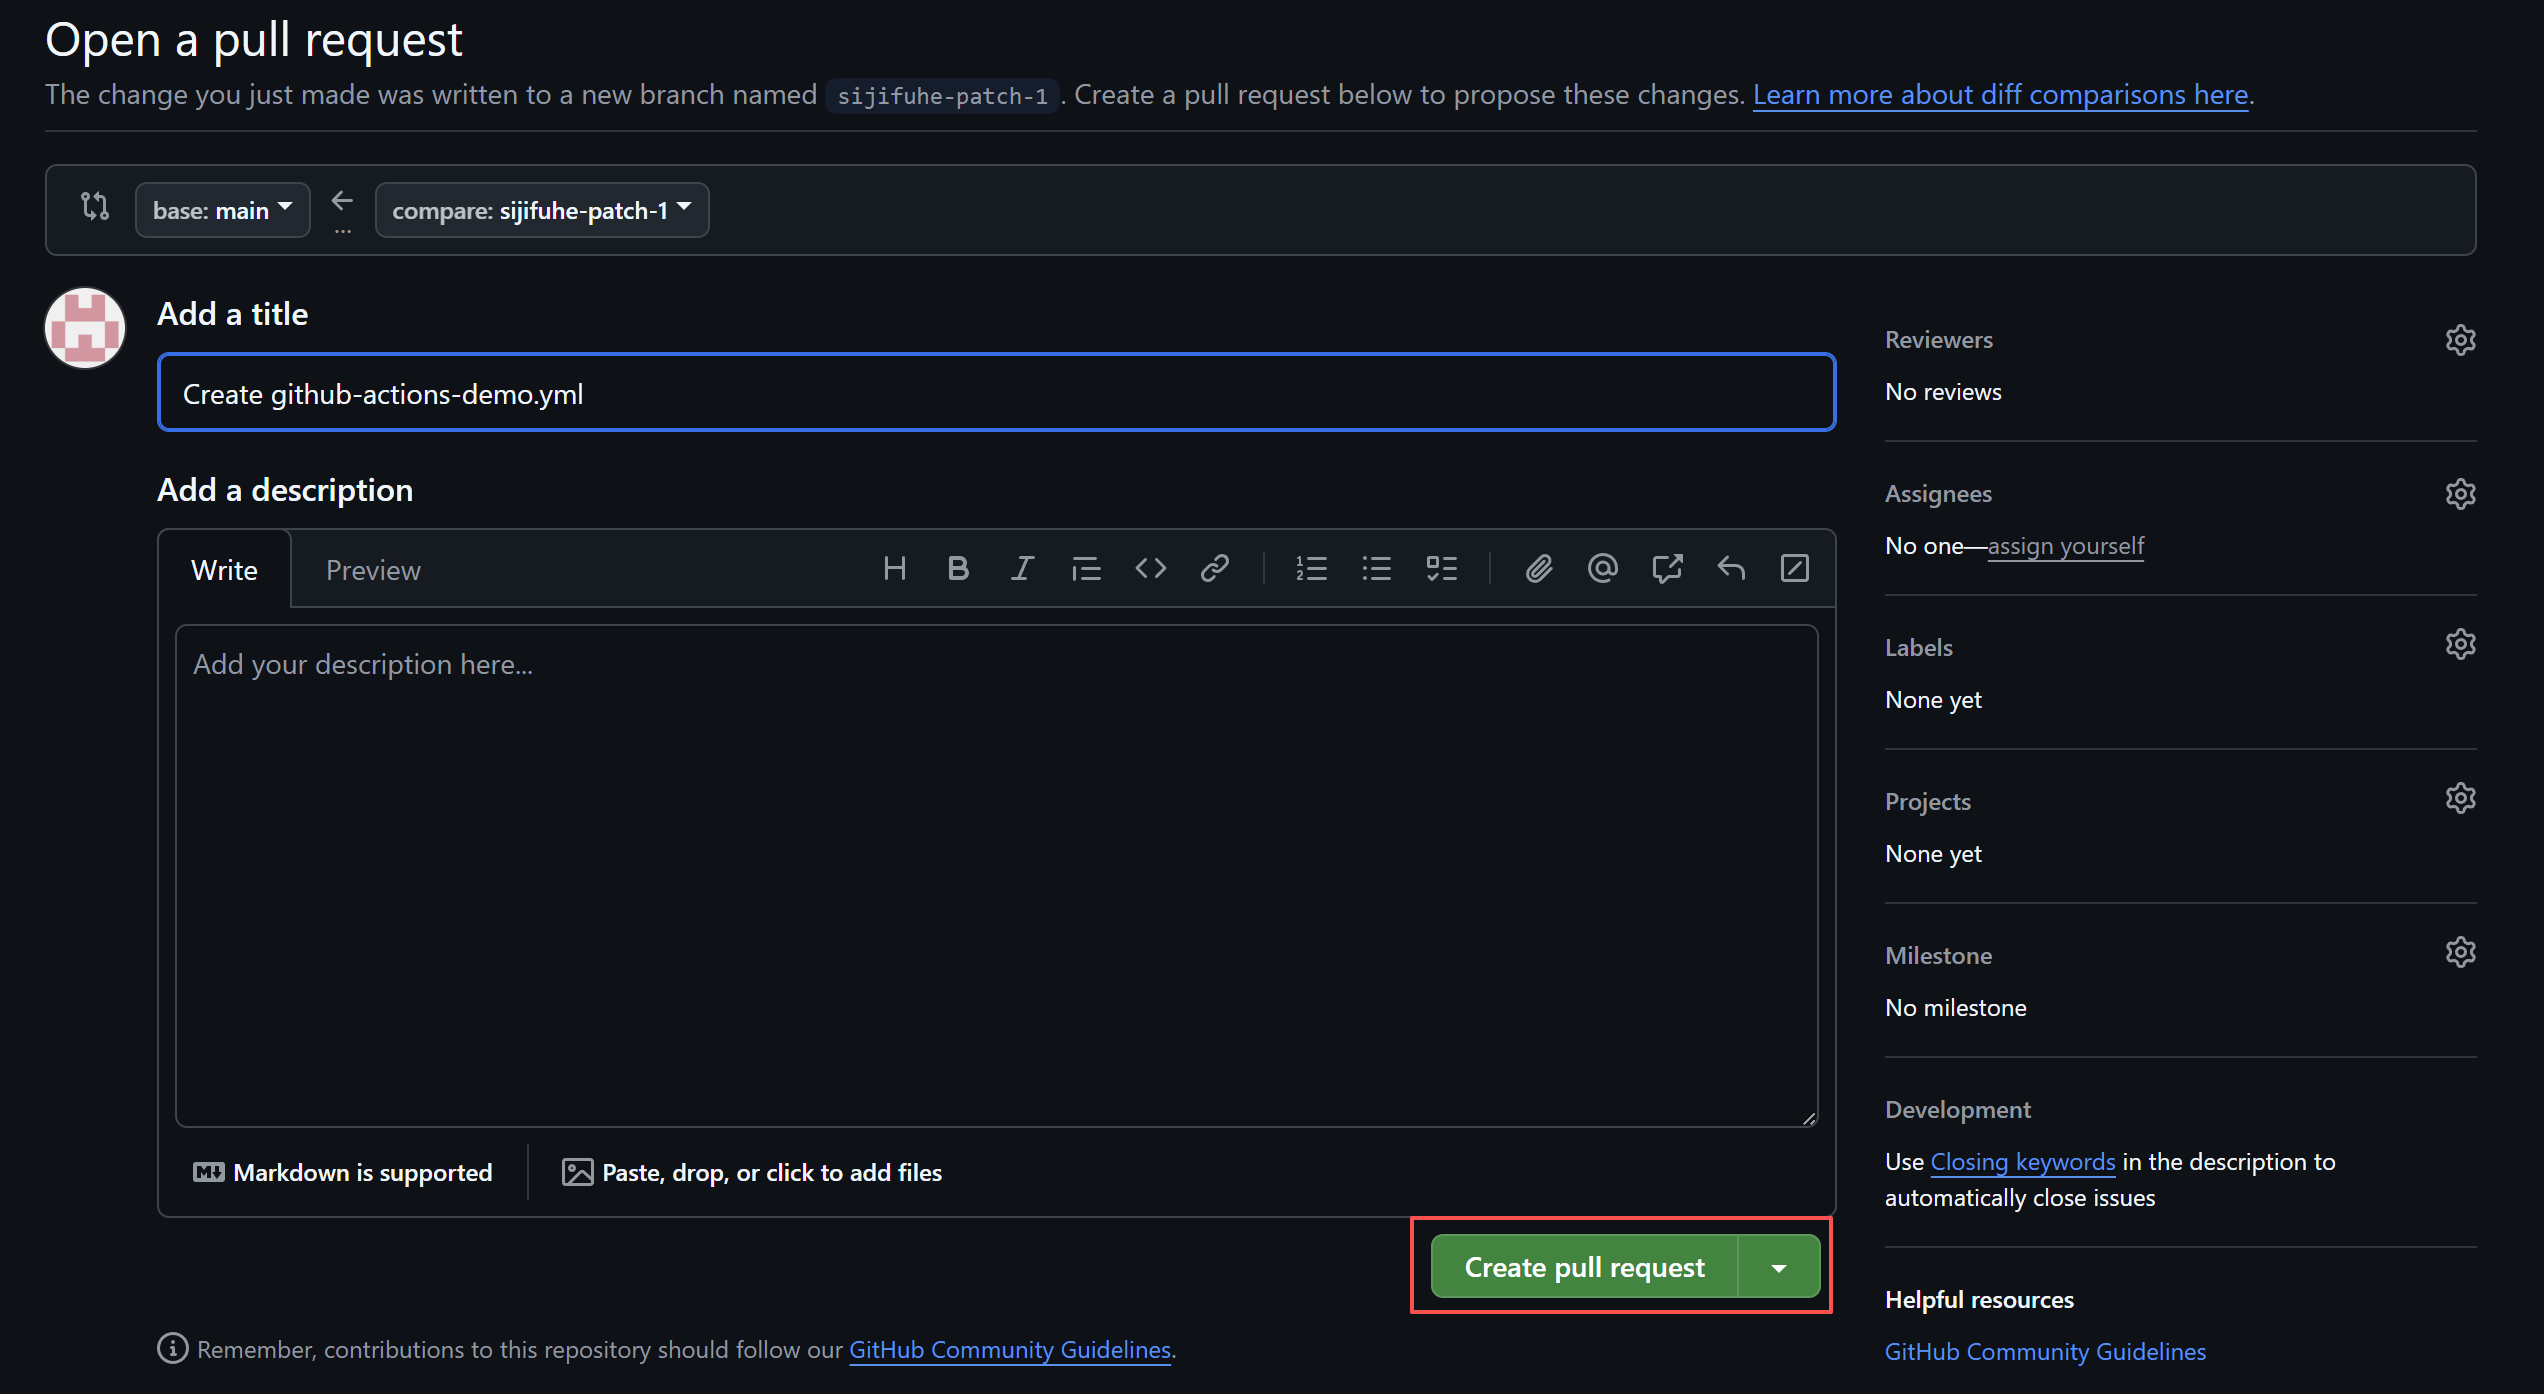 Open a pull request
The change you just made was written to a new branch named sijifuhe-patch-1. Create a pull request below to propose these changes. Learn more about diff comparisons here.
base: main
...
compare: sijifuhe-patch-1
Add a title
Create github-actions-demo.yml
Add a description
Write
Preview
Add your description here...
Markdown is supported
Paste, drop, or click to add files
Create pull request
Remember, contributions to this repository should follow our GitHub Community Guidelines.
Reviewers
No reviews
Assignees
No one—assign yourself
Labels
None yet
Projects
None yet
Milestone
No milestone
Development
Use Closing keywords in the description to
automatically close issues
Helpful resources
GitHub Community Guidelines